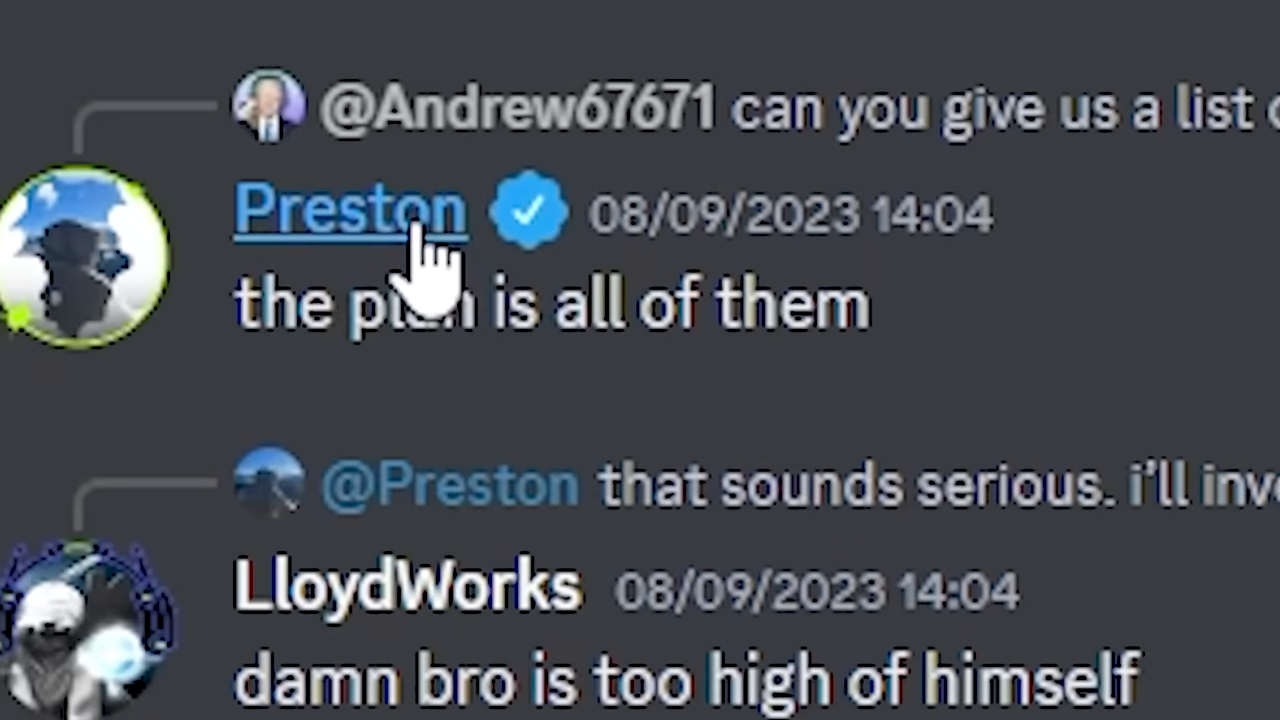 @Andrew67671 can you give us a list
Preston 08/09/2023 14:04
the plan is all of them
@Preston that sounds serious. i'll
LloydWorks 08/09/2023 14:04
damn bro is too high of himself